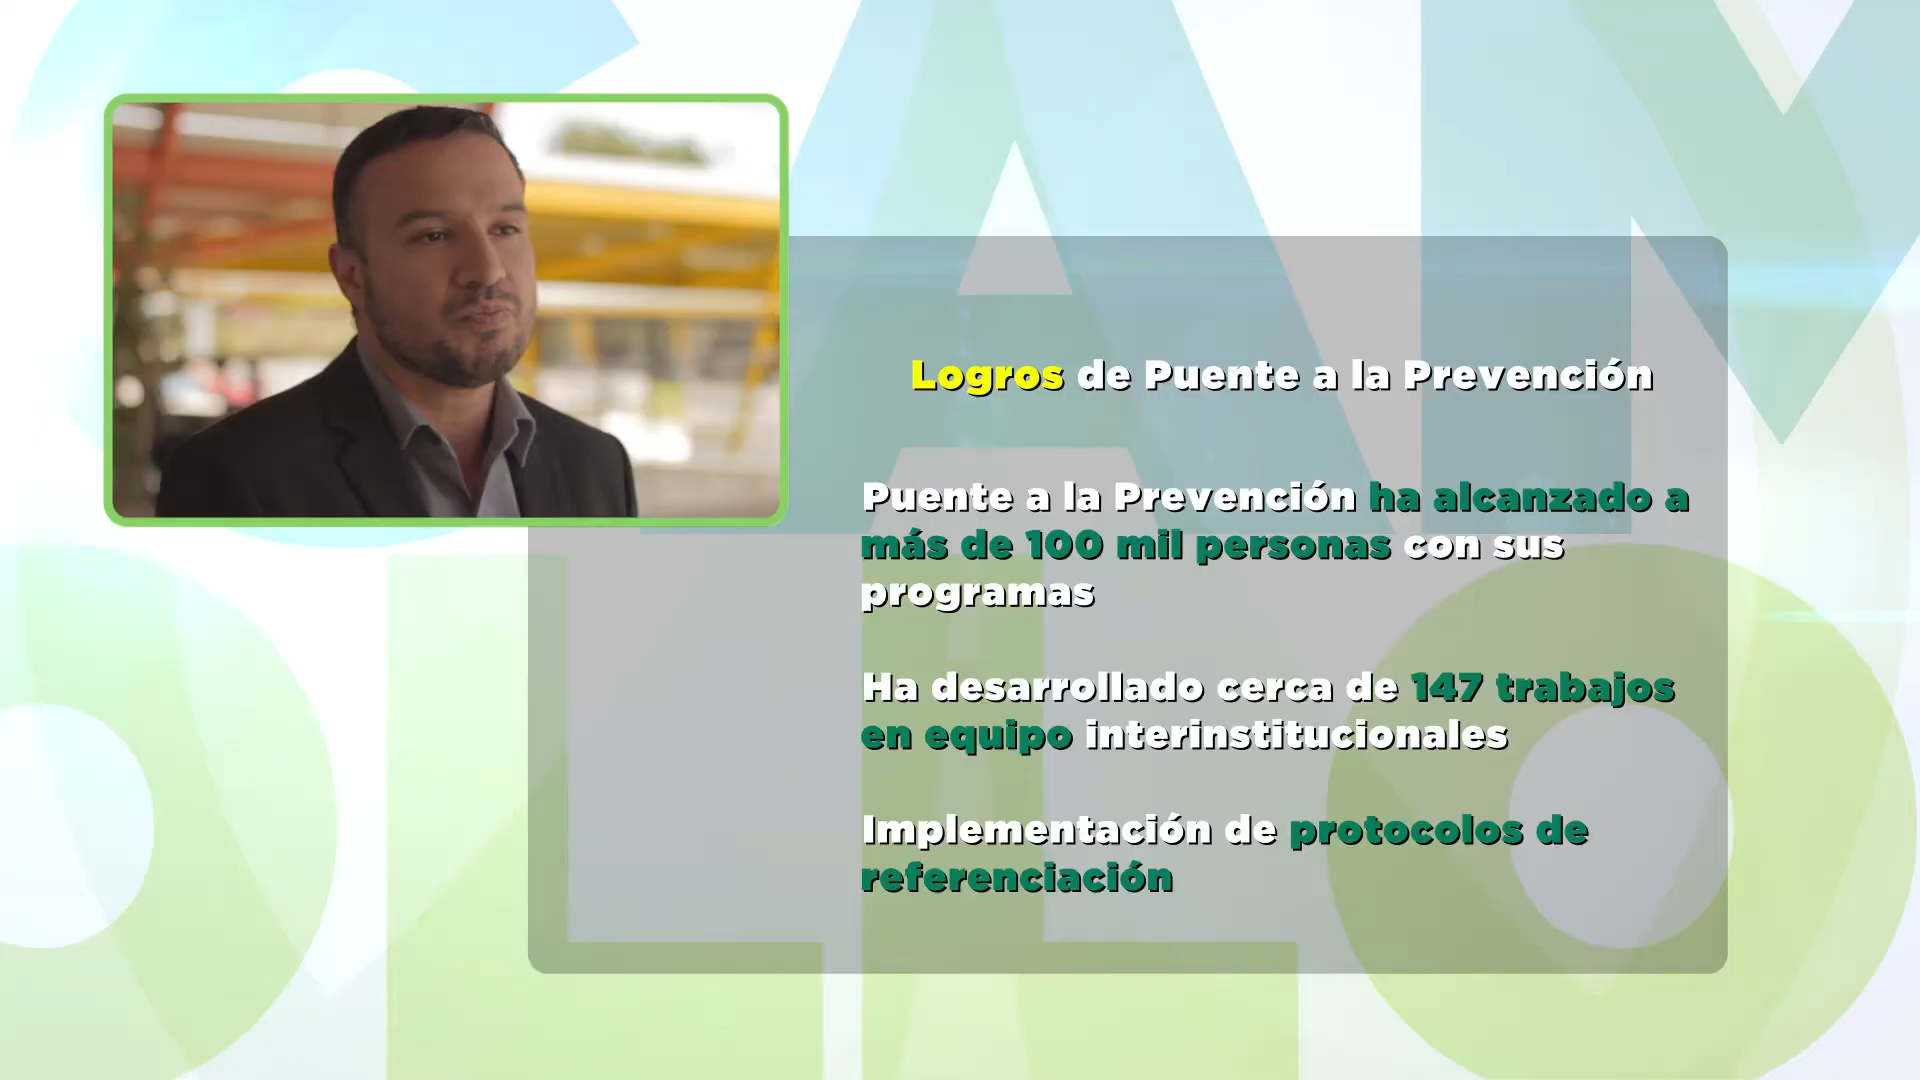 Logros de Puente a la Prevención
Puente a la Prevención ha alcanzado a
más de 100 mil personas con sus
programas
Ha desarrollado cerca de 147 trabajos
en equipo interinstitucionales
Implementación de protocolos de
referenciación